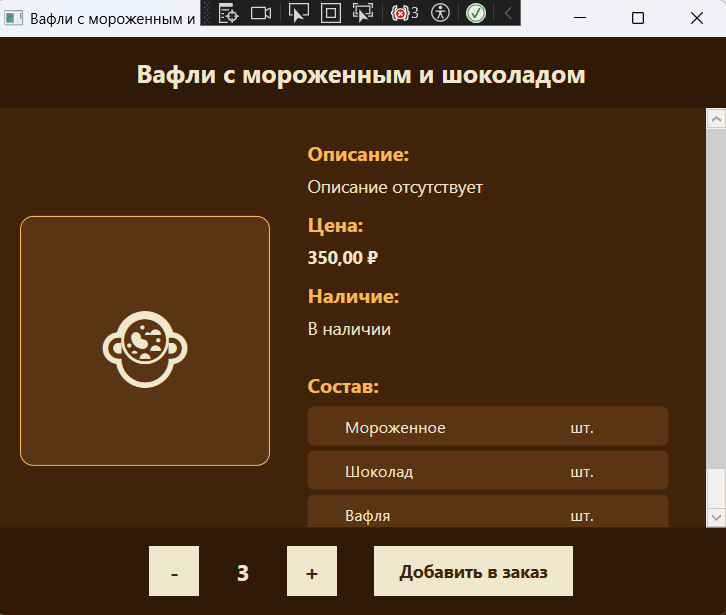 Вафли с мороженным и
3
Вафли с мороженным и шоколадом
Описание:
Описание отсутствует
Цена:
350,00 ₽
Наличие:
В наличии
Состав:
Мороженное шт.
Шоколад шт.
Вафля шт.
- 3 + Добавить в заказ